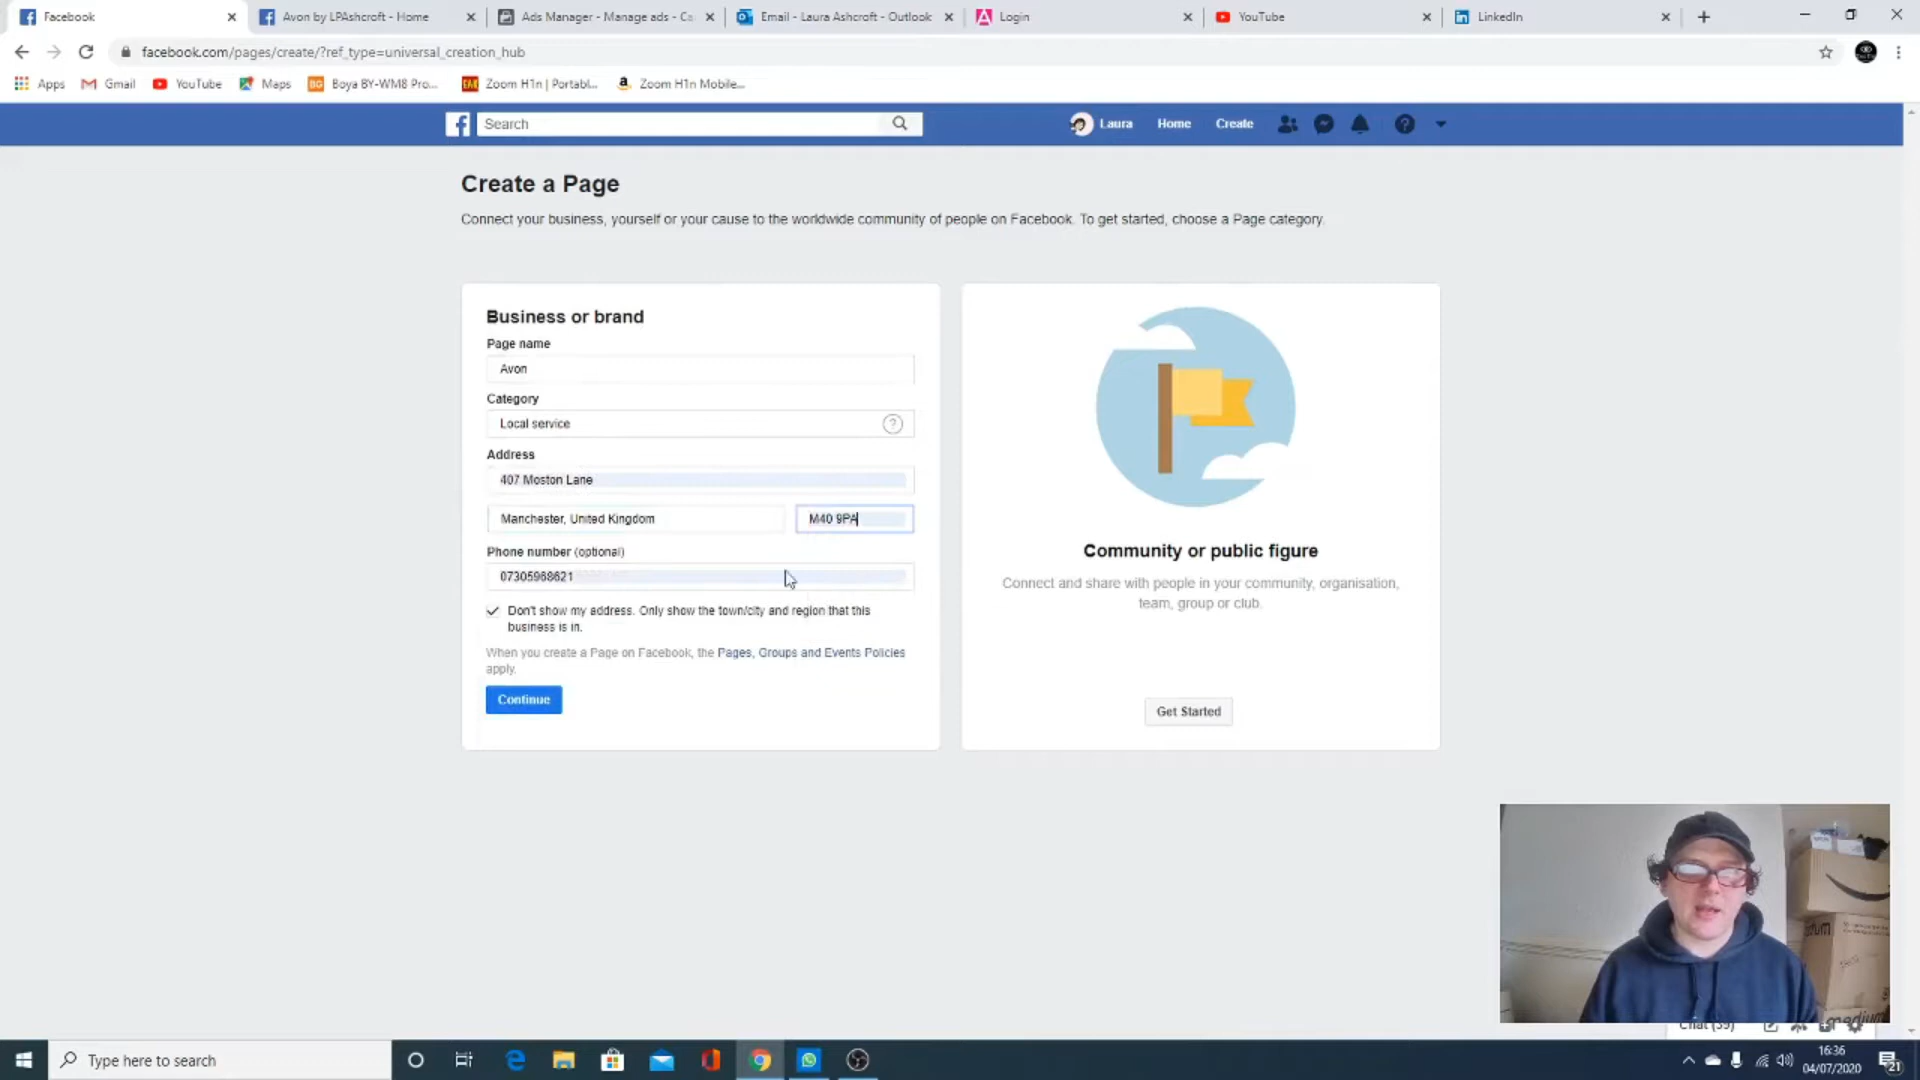 Facebook
Avon by LPAshcroft - Home
Ads Manager - Manage ads - Ca
Email - Laura Ashcroft - Outlook
Login
YouTube
LinkedIn
facebook.com/pages/create/?ref_type=universal_creation_hub
Apps
Gmail
YouTube
Maps
Boya BY-WM8 Pro...
Zoom H1n | Portabl...
Zoom H1n Mobile...
Search
Laura
Home
Create
Create a Page
Connect your business, yourself or your cause to the worldwide community of people on Facebook. To get started, choose a Page category.
Business or brand
Page name
Avon
Category
Local service
Address
407 Moston Lane
Manchester, United Kingdom
M40 9PA
Phone number (optional)
07305968621
Don't show my address. Only show the town/city and region that this
business is in.
When you create a Page on Facebook, the Pages, Groups and Events Policies
apply.
Continue
Community or public figure
Connect and share with people in your community, organisation,
team, group or club.
Get Started
Chat (39)
Type here to search
16:36
04/07/2020
21